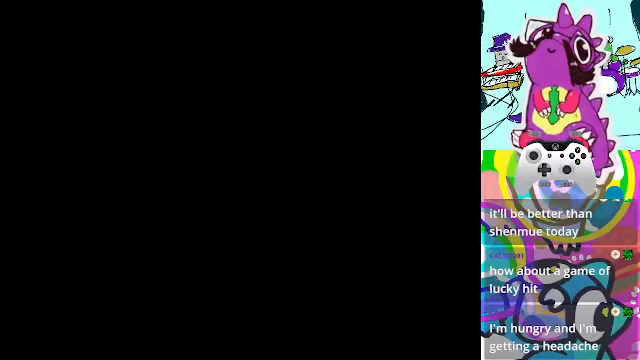 it'll be better than
shenmue today
how about a game of
lucky hit
I'm hungry and I'm
getting a headache